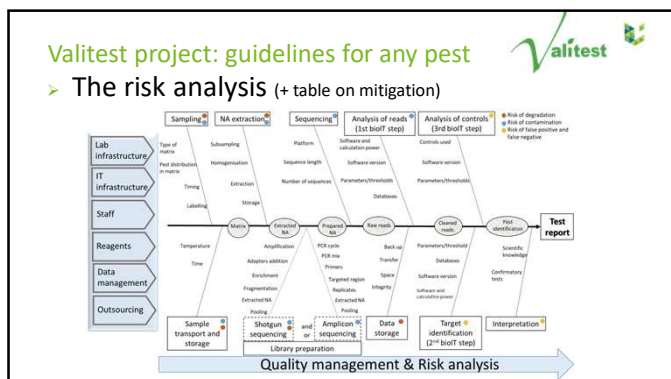 Valitest project: guidelines for any pest
Valitest
➤ The risk analysis (+ table on mitigation)
Sampling
NA extraction
Sequencing
Analysis of reads
(1st bioIT step)
Analysis of controls
(3rd bioIT step)
Risk of degradation
Risk of contamination
Risk of false positive and
false negative
Lab
infrastructure
IT
infrastructure
Staff
Reagents
Data
management
Outsourcing
Type of
matrix
Pest distribution
in matrix
Timing
Labelling
Subsampling
Homogenisation
Extraction
Storage
Platform
Sequence length
Number of sequences
Software and
calculation power
Software version
Parameters/thresholds
Databases
Controls used
Software version
Parameters/thresholds
Matrix
Extracted
NA
Prepared
NA
Raw reads
Cleaned
reads
Pest
identification
Test
report
Temperature
Time
Amplification
Adaptors addition
Enrichment
Fragmentation
Extracted NA
Pooling
PCR cycle
PCR mix
Primers
Targeted region
Replicates
Extracted NA
Pooling
Back up
Transfer
Space
Integrity
Parameters/threshold
Databases
Software version
Software and
calculation power
Scientific
knowledge
Confirmatory
tests
Sample
transport and
storage
Shotgun
sequencing
and
or
Amplicon
sequencing
Library preparation
Data
storage
Target
identification
(2nd bioIT step)
Interpretation
Quality management & Risk analysis